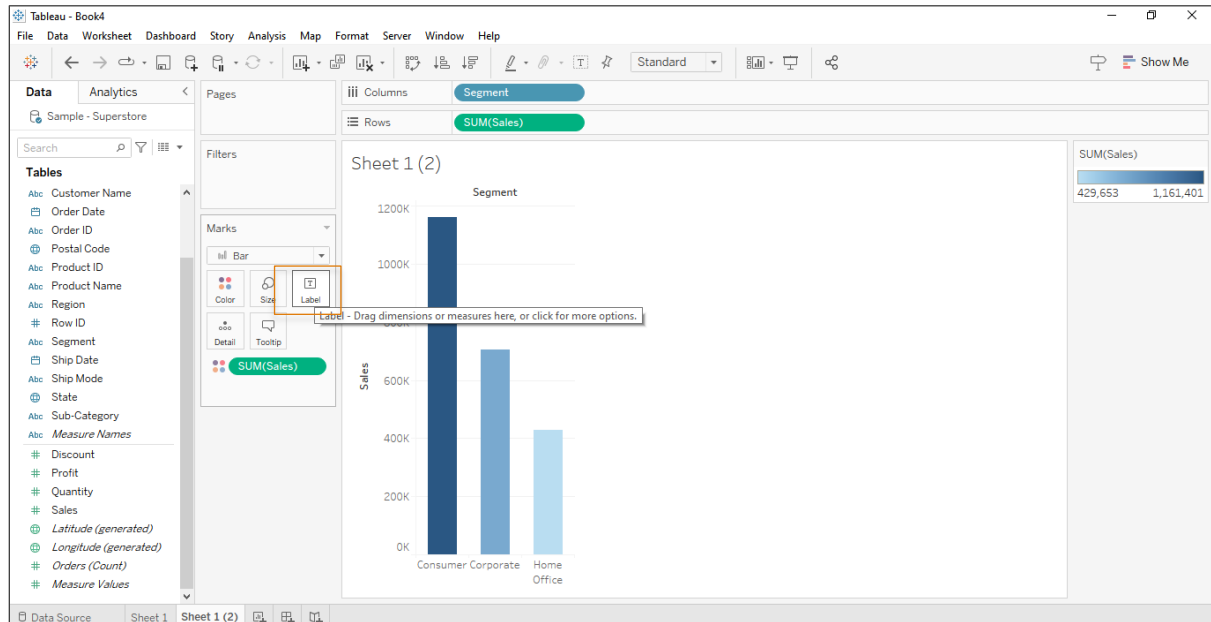 Tableau - Book4
File Data Worksheet Dashboard Story Analysis Map Format Server Window Help
Standard
Show Me
Data Analytics
Sample - Superstore
Search
Tables
Abc Customer Name
Order Date
Abc Order ID
Postal Code
Abc Product ID
Abc Product Name
Abc Region
# Row ID
Abc Segment
Ship Date
Abc Ship Mode
State
Abc Sub-Category
Abc Measure Names
# Discount
# Profit
# Quantity
# Sales
Latitude (generated)
Longitude (generated)
# Orders (Count)
# Measure Values
Pages
Filters
Marks
Bar
Color Size Label
Label - Drag dimensions or measures here, or click for more options.
Detail Tooltip
SUM(Sales)
Columns Segment
Rows SUM(Sales)
Sheet 1 (2)
Segment
1200K
1000K
800K
600K
400K
200K
0K
Sales
Consumer Corporate Home
Office
SUM(Sales)
429,653 1,161,401
Data Source Sheet 1 Sheet 1 (2)